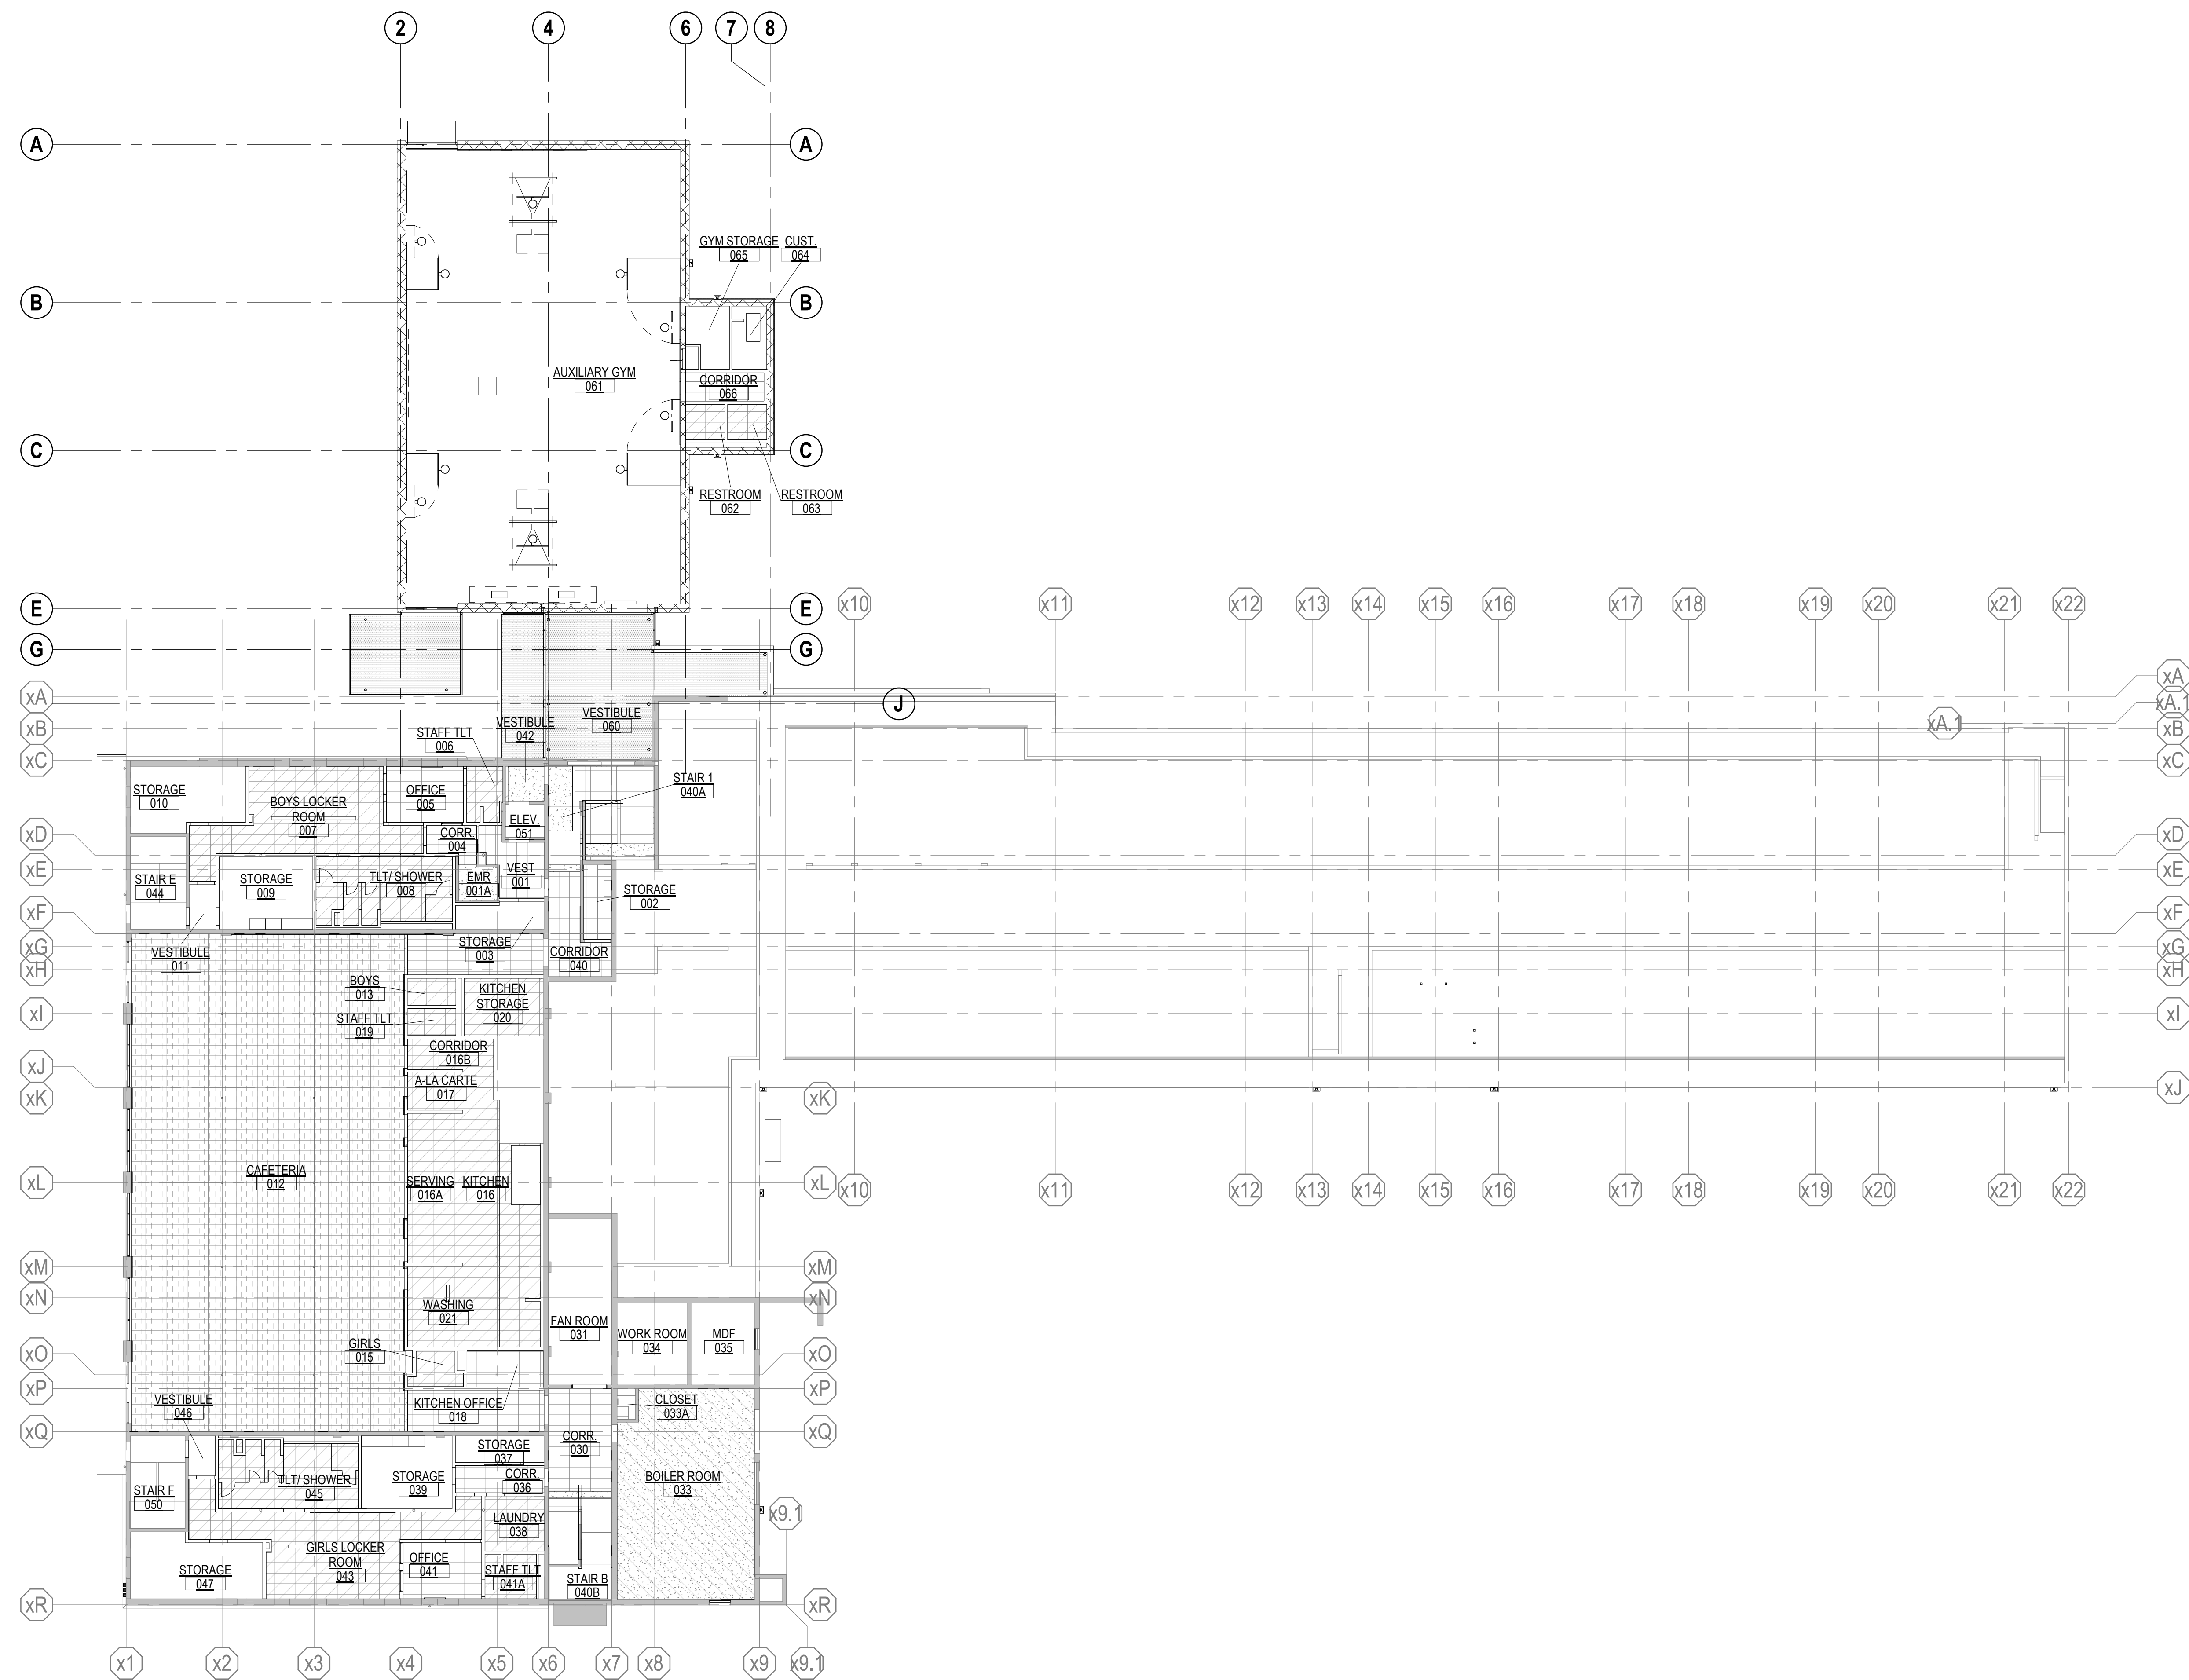 2
4
6
7
8
A
A
GYM STORAGE
065
CUST.
064
B
B
AUXILIARY GYM
061
CORRIDOR
066
C
C
RESTROOM
062
RESTROOM
063
E
E
x10
x11
x12
x13
x14
x15
x16
x17
x18
x19
x20
x21
x22
G
G
xA
xA
J
xA.1
xA.1
VESTIBULE
042
VESTIBULE
060
xB
xB
STAFF TLT
006
xC
xC
STORAGE
010
BOYS LOCKER
ROOM
007
OFFICE
005
STAIR 1
040A
ELEV.
051
xD
xD
CORR.
004
xE
xE
STAIR E
044
STORAGE
009
TLT/ SHOWER
008
EMR
001A
VEST
001
STORAGE
002
xF
xF
xG
xG
VESTIBULE
011
STORAGE
003
CORRIDOR
040
xH
xH
BOYS
013
KITCHEN
STORAGE
020
xI
xI
STAFF TLT
019
CORRIDOR
016B
xJ
xJ
A-LA CARTE
017
xK
xK
CAFETERIA
012
SERVING
016A
KITCHEN
016
xL
xL
x10
x11
x12
x13
x14
x15
x16
x17
x18
x19
x20
x21
x22
xM
xM
xN
xN
WASHING
021
FAN ROOM
031
WORK ROOM
034
MDF
035
GIRLS
015
xO
xO
xP
xP
VESTIBULE
046
KITCHEN OFFICE
018
CLOSET
033A
xQ
xQ
CORR.
030
STORAGE
037
TLT/ SHOWER
045
STORAGE
039
CORR.
036
BOILER ROOM
033
STAIR F
050
LAUNDRY
038
x9.1
GIRLS LOCKER
ROOM
043
OFFICE
041
STORAGE
047
STAFF TLT
041A
STAIR B
040B
xR
xR
x1
x2
x3
x4
x5
x6
x7
x8
x9
x9.1